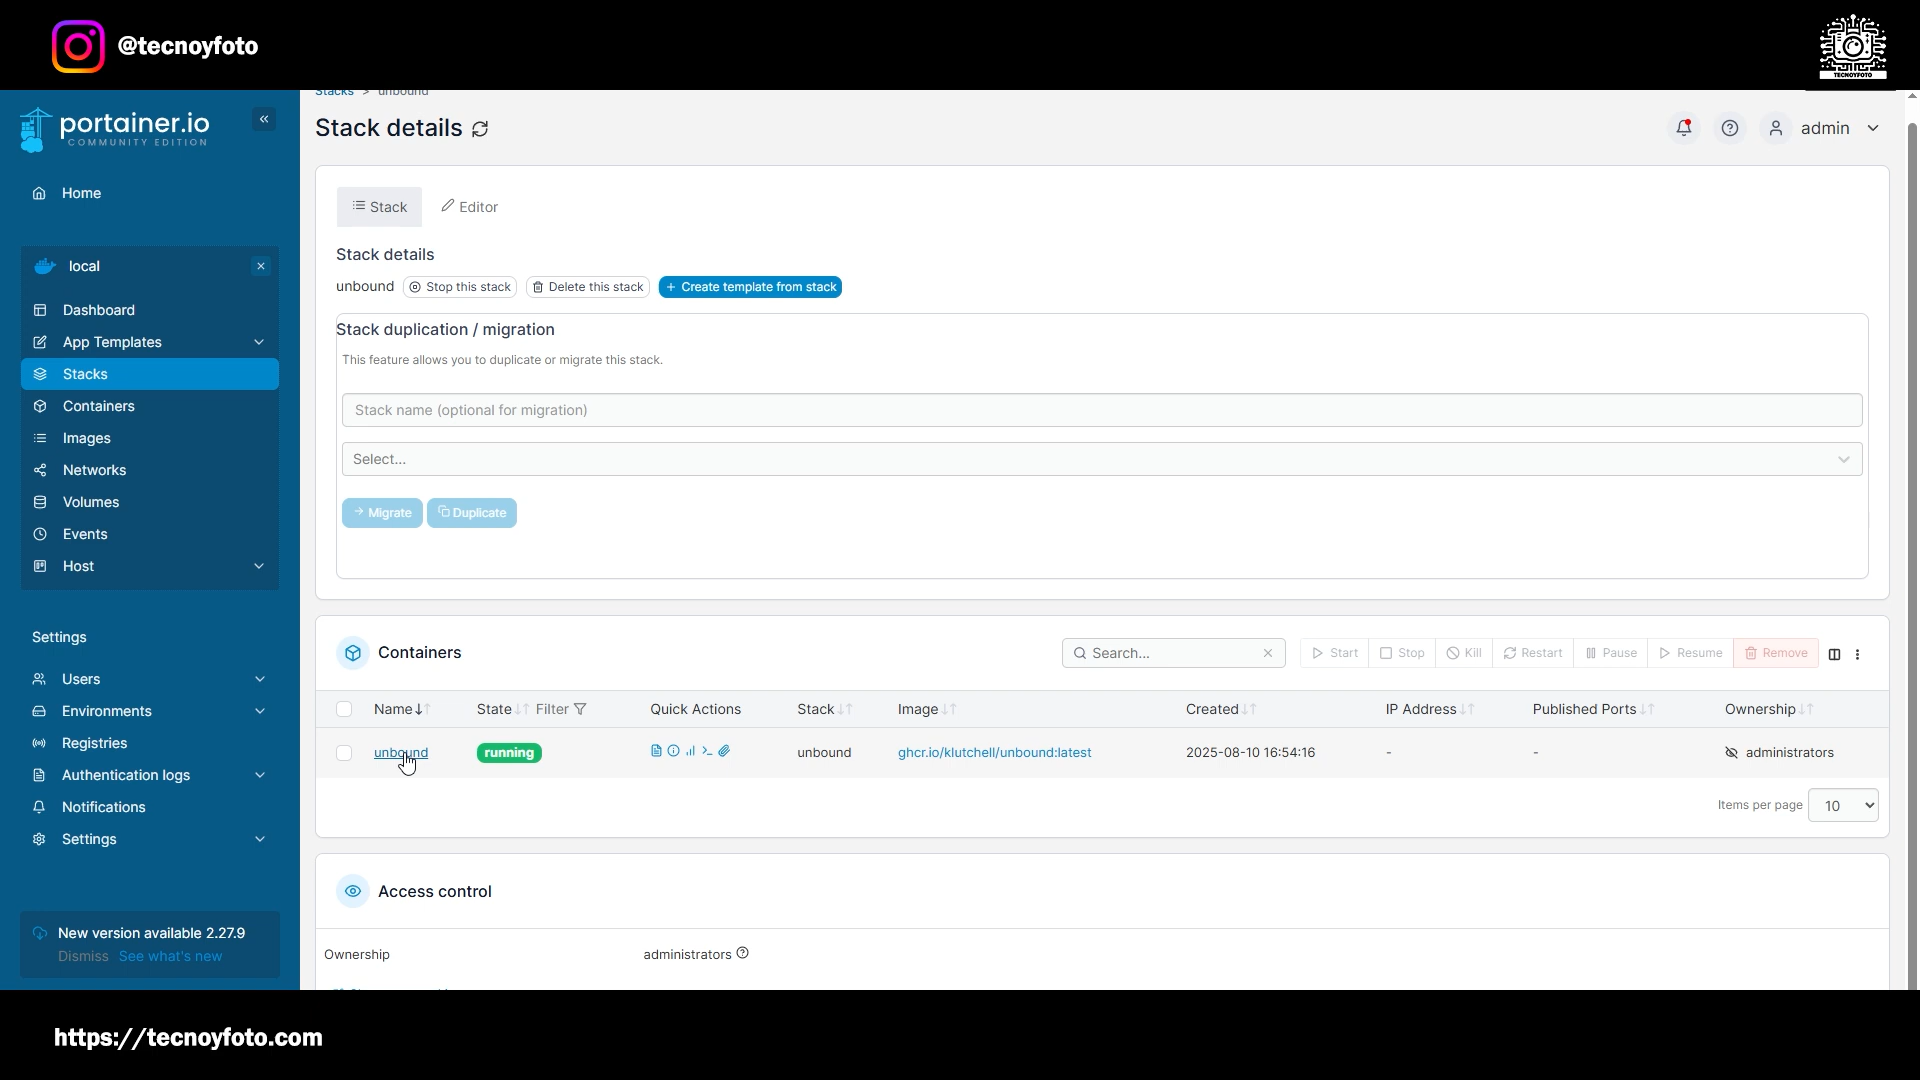 @tecnoyfoto
TECNOYFOTO
portainer.io
COMMUNITY EDITION
Home
local
Dashboard
App Templates
Stacks
Containers
Images
Networks
Volumes
Events
Host
Settings
Users
Environments
Registries
Authentication logs
Notifications
Settings
New version available 2.27.9
Dismiss See what's new
Stacks > unbound
Stack details
admin
Stack Editor
Stack details
unbound Stop this stack Delete this stack + Create template from stack
Stack duplication / migration
This feature allows you to duplicate or migrate this stack.
Stack name (optional for migration)
Select...
Migrate Duplicate
Containers Search... Start Stop Kill Restart Pause Resume Remove
Name State Filter Quick Actions Stack Image Created IP Address Published Ports Ownership
unbound running unbound ghcr.io/klutchell/unbound:latest 2025-08-10 16:54:16 - - administrators
Items per page 10
Access control
Ownership administrators
https://tecnoyfoto.com